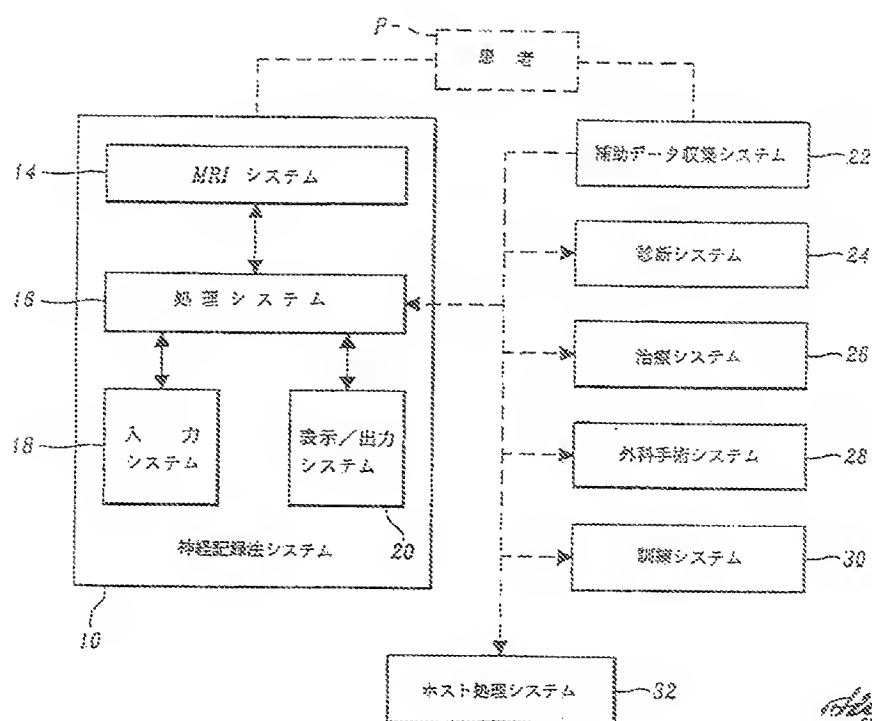 P
患者
14
MRI システム
補助データ収集システム
22
診断システム
24
16
処理システム
治療システム
26
18
入力
システム
表示/出力
システム
外科手術システム
28
神経記録法システム
20
訓練システム
30
10
ホスト処理システム
32